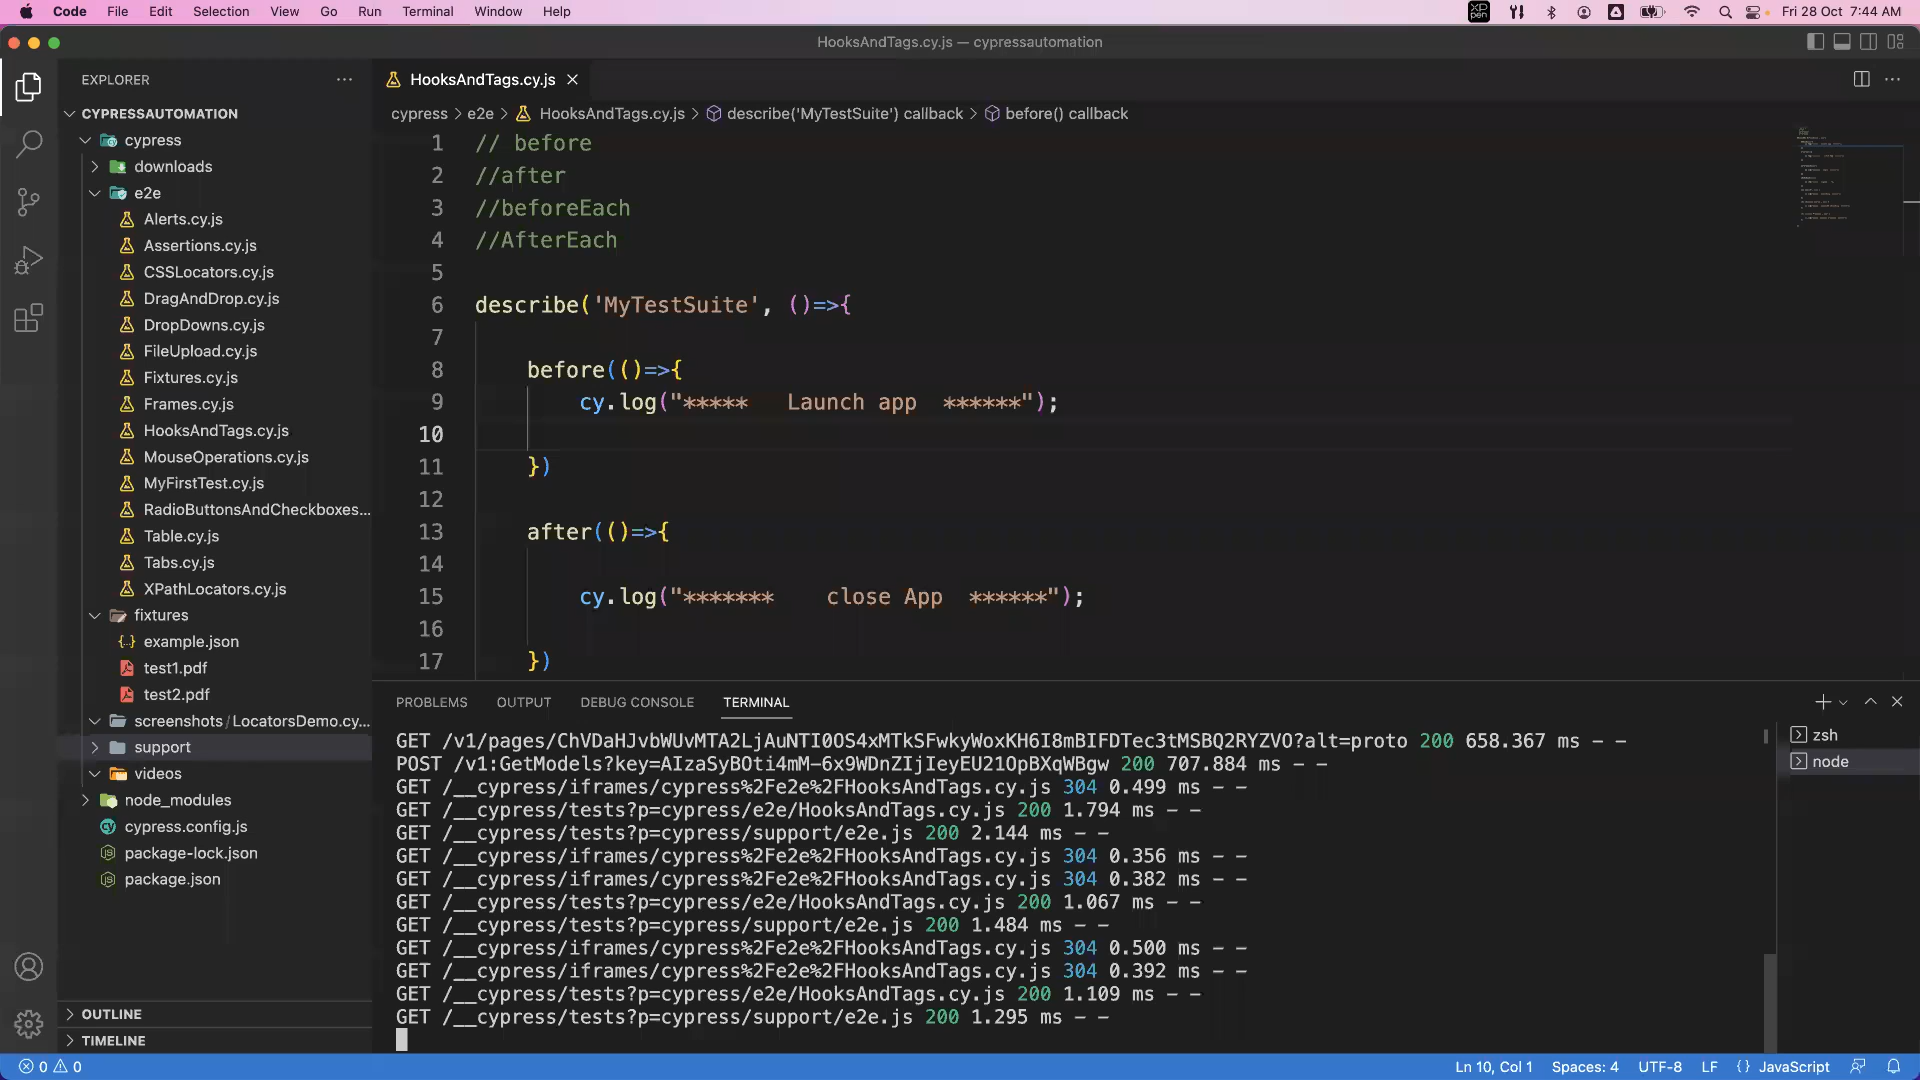 Code File Edit Selection View Go Run Terminal Window Help
XP PEN
Fri 28 Oct 7:44 AM
HooksAndTags.cy.js — cypressautomation
EXPLORER
CYPRESSAUTOMATION
cypress
downloads
e2e
Alerts.cy.js
Assertions.cy.js
CSSLocators.cy.js
DragAndDrop.cy.js
DropDowns.cy.js
FileUpload.cy.js
Fixtures.cy.js
Frames.cy.js
HooksAndTags.cy.js
MouseOperations.cy.js
MyFirstTest.cy.js
RadioButtonsAndCheckboxes...
Table.cy.js
Tabs.cy.js
XPathLocators.cy.js
fixtures
example.json
test1.pdf
test2.pdf
screenshots / LocatorsDemo.cy...
support
videos
node_modules
cypress.config.js
package-lock.json
package.json
OUTLINE
TIMELINE
HooksAndTags.cy.js
cypress > e2e > HooksAndTags.cy.js > describe('MyTestSuite') callback > before() callback
1 // before
2 //after
3 //beforeEach
4 //AfterEach
5
6 describe('MyTestSuite', ()=>{
7
8 before(()=>{
9 cy.log("***** Launch app ******");
10
11 })
12
13 after(()=>{
14
15 cy.log("******* close App ******");
16
17 })
PROBLEMS OUTPUT DEBUG CONSOLE TERMINAL
GET /v1/pages/ChVDaHJvbWUvMTA2LjAuNTI0OS4xMTkSFwkyWoxKH6I8mBIFDTec3tMSBQ2RYZVO?alt=proto 200 658.367 ms - -
POST /v1:GetModels?key=AIzaSyBOti4mM-6x9WDnZIjIeyEU21OpBXqWBgw 200 707.884 ms - -
GET /__cypress/iframes/cypress%2Fe2e%2FHooksAndTags.cy.js 304 0.499 ms - -
GET /__cypress/tests?p=cypress/e2e/HooksAndTags.cy.js 200 1.794 ms - -
GET /__cypress/tests?p=cypress/support/e2e.js 200 2.144 ms - -
GET /__cypress/iframes/cypress%2Fe2e%2FHooksAndTags.cy.js 304 0.356 ms - -
GET /__cypress/iframes/cypress%2Fe2e%2FHooksAndTags.cy.js 304 0.382 ms - -
GET /__cypress/tests?p=cypress/e2e/HooksAndTags.cy.js 200 1.067 ms - -
GET /__cypress/tests?p=cypress/support/e2e.js 200 1.484 ms - -
GET /__cypress/iframes/cypress%2Fe2e%2FHooksAndTags.cy.js 304 0.500 ms - -
GET /__cypress/iframes/cypress%2Fe2e%2FHooksAndTags.cy.js 304 0.392 ms - -
GET /__cypress/tests?p=cypress/e2e/HooksAndTags.cy.js 200 1.109 ms - -
GET /__cypress/tests?p=cypress/support/e2e.js 200 1.295 ms - -
zsh
node
0 0
Ln 10, Col 1 Spaces: 4 UTF-8 LF {} JavaScript